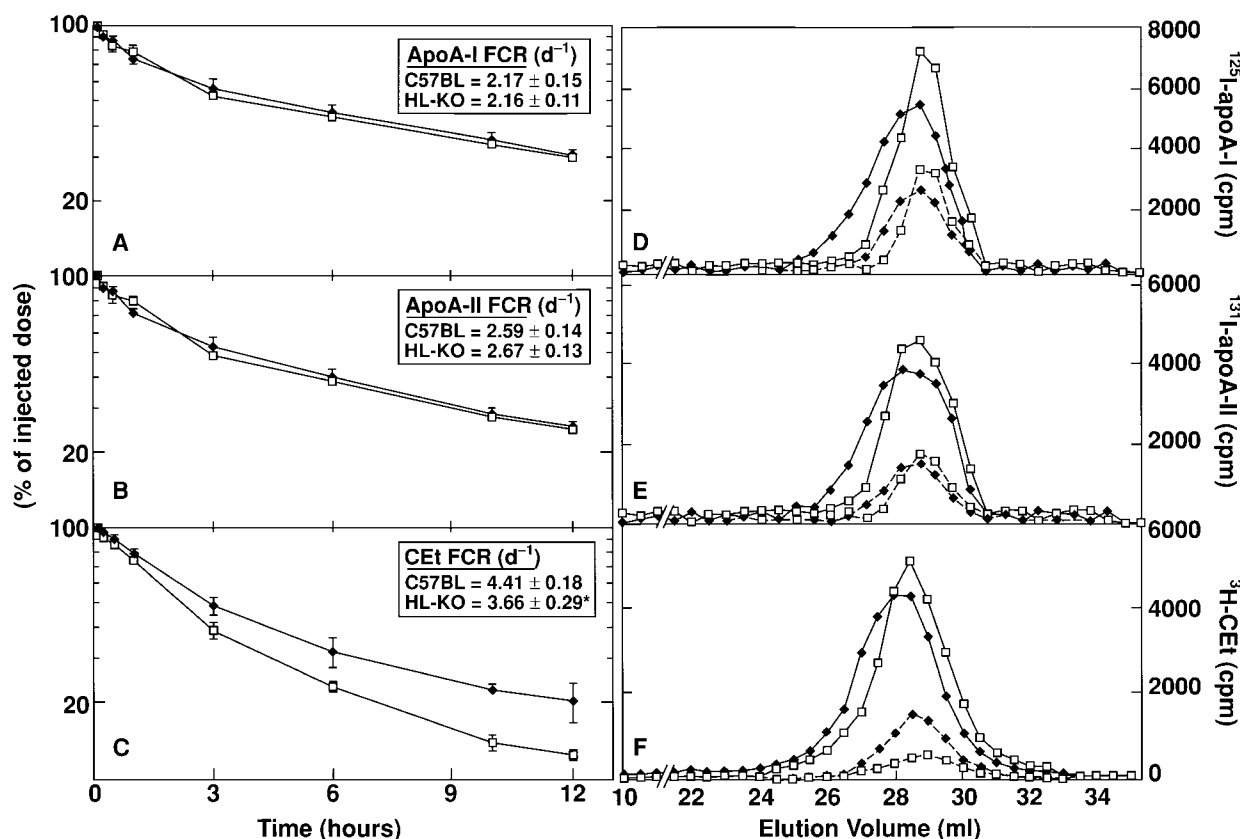 100
20
A
ApoA-I FCR (d⁻¹)
C57BL = 2.17 ± 0.15
HL-KO = 2.16 ± 0.11
100
20
B
ApoA-II FCR (d⁻¹)
C57BL = 2.59 ± 0.14
HL-KO = 2.67 ± 0.13
100
20
C
CEt FCR (d⁻¹)
C57BL = 4.41 ± 0.18
HL-KO = 3.66 ± 0.29*
(% of injected dose)
0 3 6 9 12
Time (hours)
D
8000
6000
4000
2000
¹²⁵I-apoA-I (cpm)
E
6000
4000
2000
¹³¹I-apoA-II (cpm)
F
6000
4000
2000
0
³H-CEt (cpm)
10 22 24 26 28 30 32 34
Elution Volume (ml)